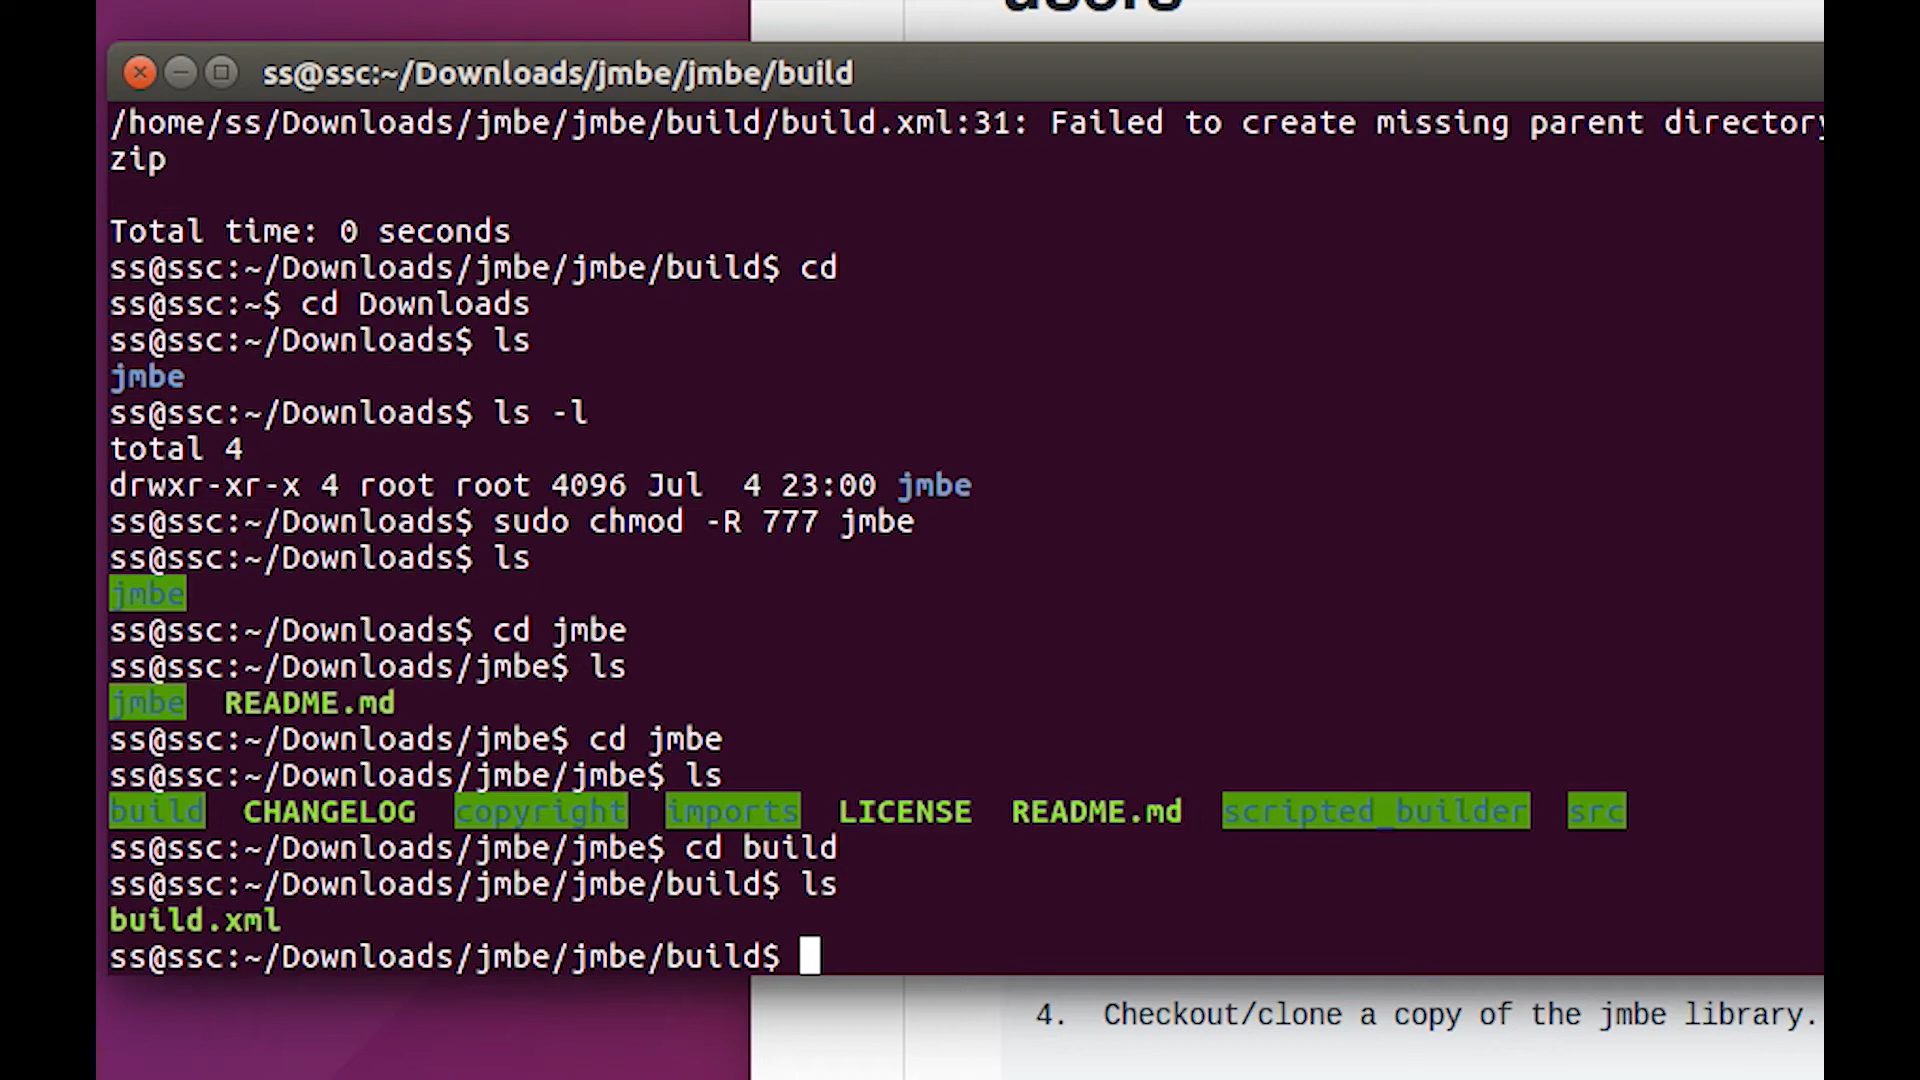 users
ss@ssc:~/Downloads/jmbe/jmbe/build
/home/ss/Downloads/jmbe/jmbe/build/build.xml:31: Failed to create missing parent directory
zip
Total time: 0 seconds
ss@ssc:~/Downloads/jmbe/jmbe/build$ cd
ss@ssc:~$ cd Downloads
ss@ssc:~/Downloads$ ls
jmbe
ss@ssc:~/Downloads$ ls -l
total 4
drwxr-xr-x 4 root root 4096 Jul  4 23:00 jmbe
ss@ssc:~/Downloads$ sudo chmod -R 777 jmbe
ss@ssc:~/Downloads$ ls
jmbe
ss@ssc:~/Downloads$ cd jmbe
ss@ssc:~/Downloads/jmbe$ ls
jmbe  README.md
ss@ssc:~/Downloads/jmbe$ cd jmbe
ss@ssc:~/Downloads/jmbe/jmbe$ ls
build  CHANGELOG  copyright  imports  LICENSE  README.md  scripted_builder  src
ss@ssc:~/Downloads/jmbe/jmbe$ cd build
ss@ssc:~/Downloads/jmbe/jmbe/build$ ls
build.xml
ss@ssc:~/Downloads/jmbe/jmbe/build$
4. Checkout/clone a copy of the jmbe library.